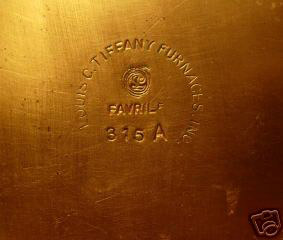 LOUIS C. TIFFANY FURNACES, INC.
FAVRILE
315 A